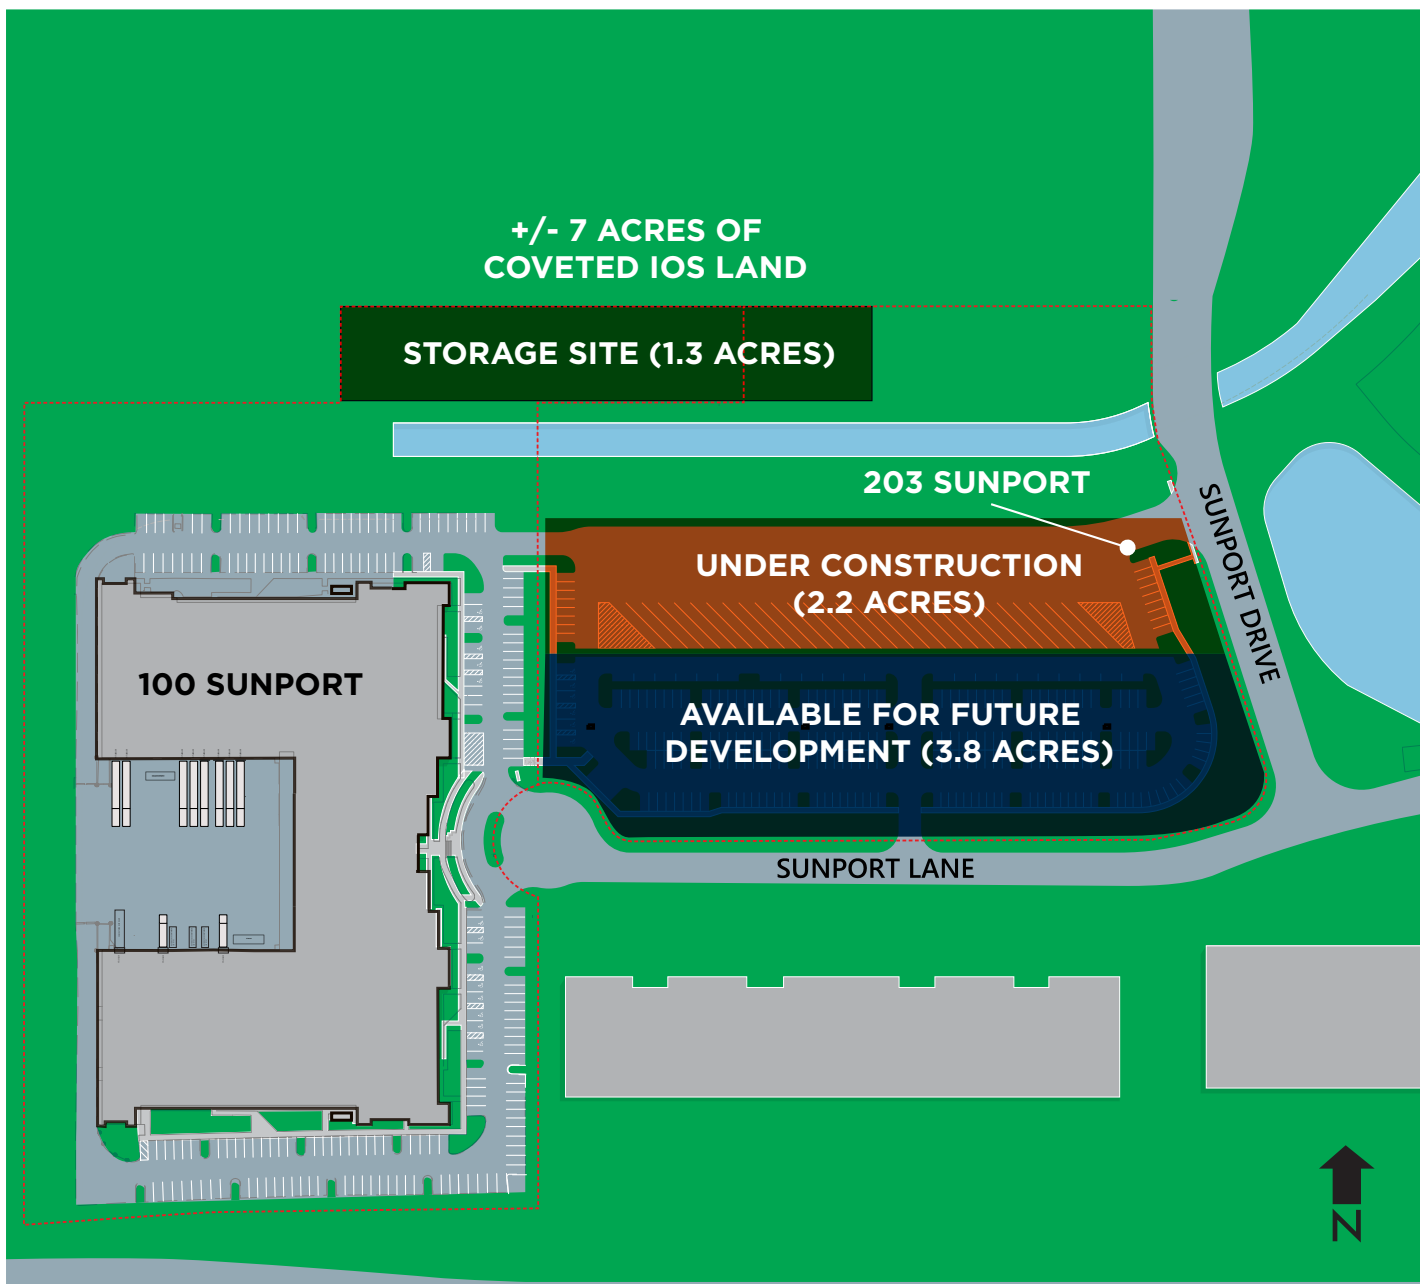 +/- 7 ACRES OF
COVETED IOS LAND
STORAGE SITE (1.3 ACRES)
203 SUNPORT
SUNPORT DRIVE
UNDER CONSTRUCTION
(2.2 ACRES)
100 SUNPORT
AVAILABLE FOR FUTURE
DEVELOPMENT (3.8 ACRES)
SUNPORT LANE
N